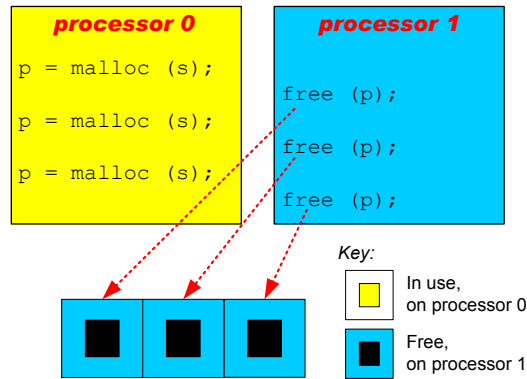 processor 0
p = malloc (s);
p = malloc (s);
p = malloc (s);
processor 1
free (p);
free (p);
free (p);
Key:
In use,
on processor 0
Free,
on processor 1